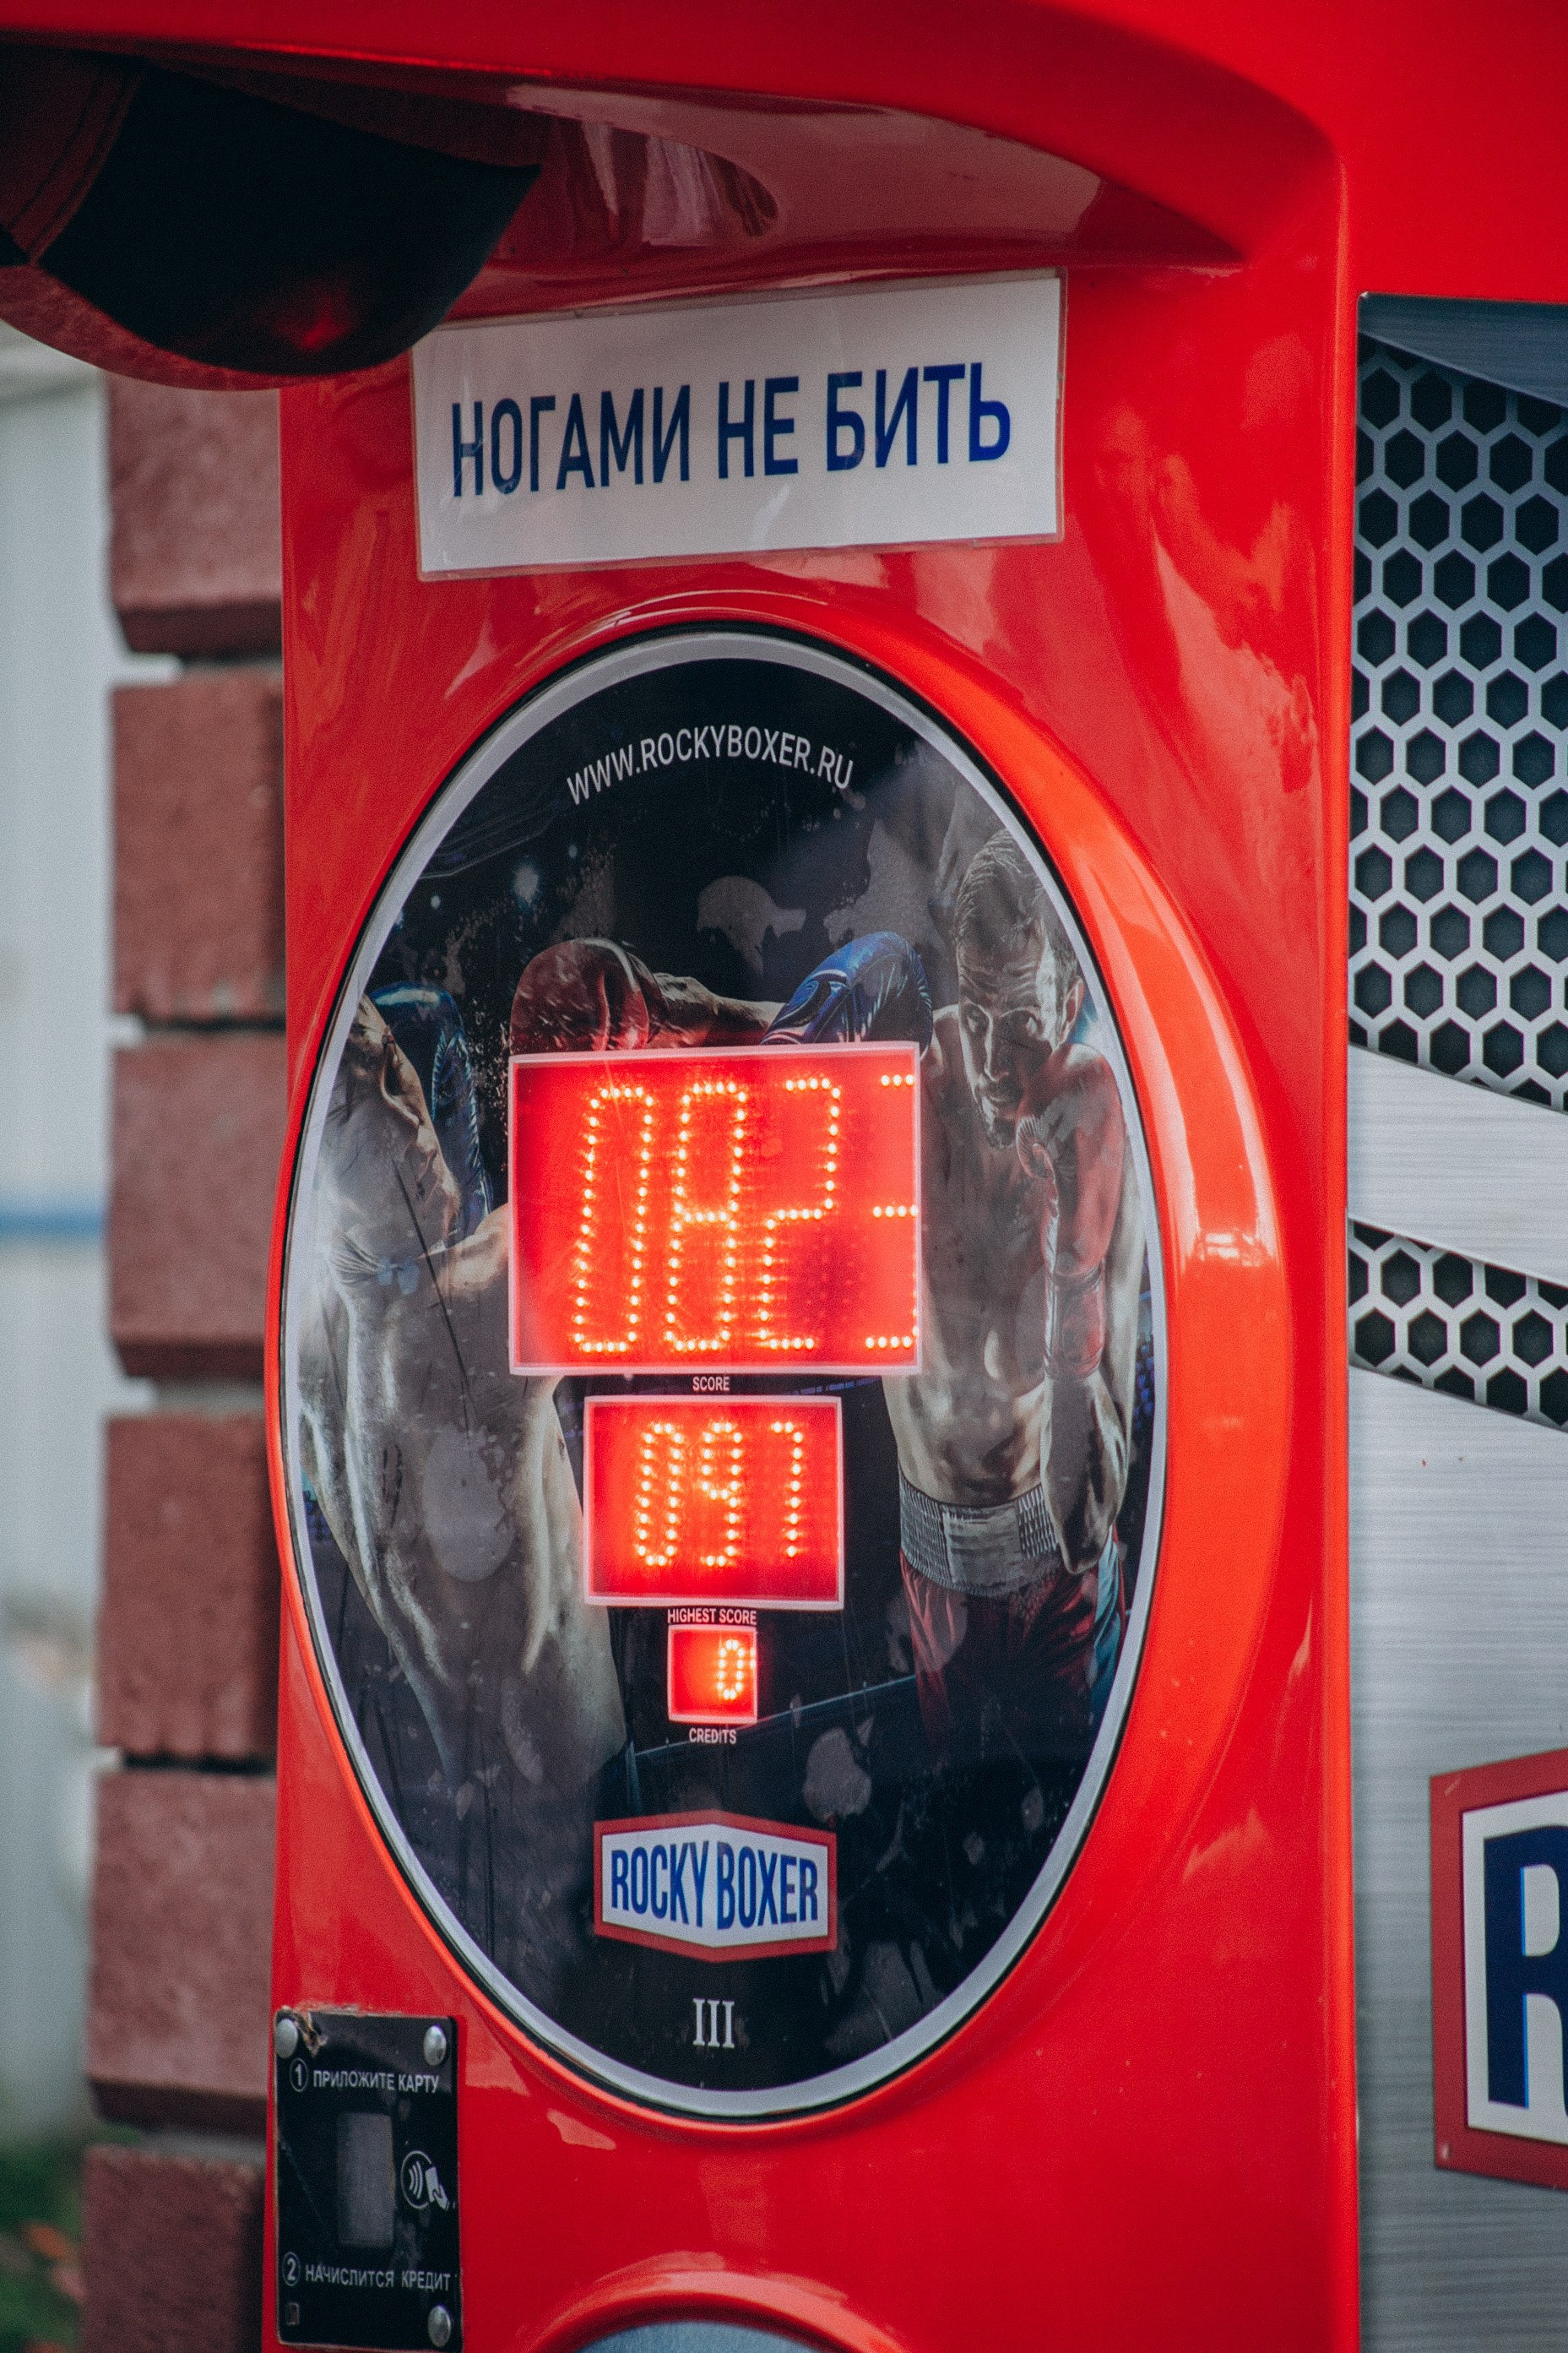 НОГАМИ НЕ БИТЬ
WWW.ROCKYBOXER.RU
082
SCORE
097
HIGHEST SCORE
0
CREDITS
ROCKY BOXER
III
1 ПРИЛОЖИТЕ КАРТУ
2 НАЧИСЛИТСЯ КРЕДИТ